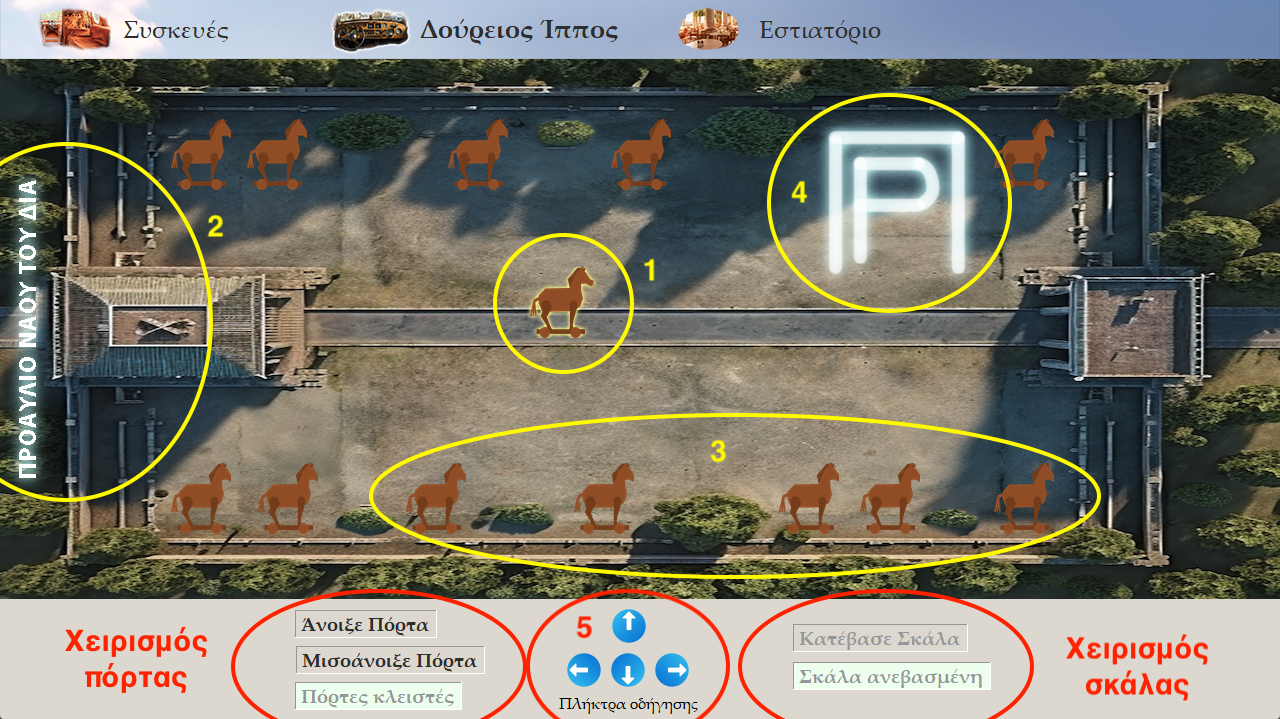 Συσκευές
Δούρειος Ίππος
Εστιατόριο
ΠΡΟΑΥΛΙΟ ΝΑΟΥ ΤΟΥ ΔΙΑ
2
1
4
P
3
Χειρισμός
πόρτας
Άνοιξε Πόρτα
Μισοάνοιξε Πόρτα
Πόρτες κλειστές
5
Πλήκτρα οδήγησης
Κατέβασε Σκάλα
Σκάλα ανεβασμένη
Χειρισμός
σκάλας